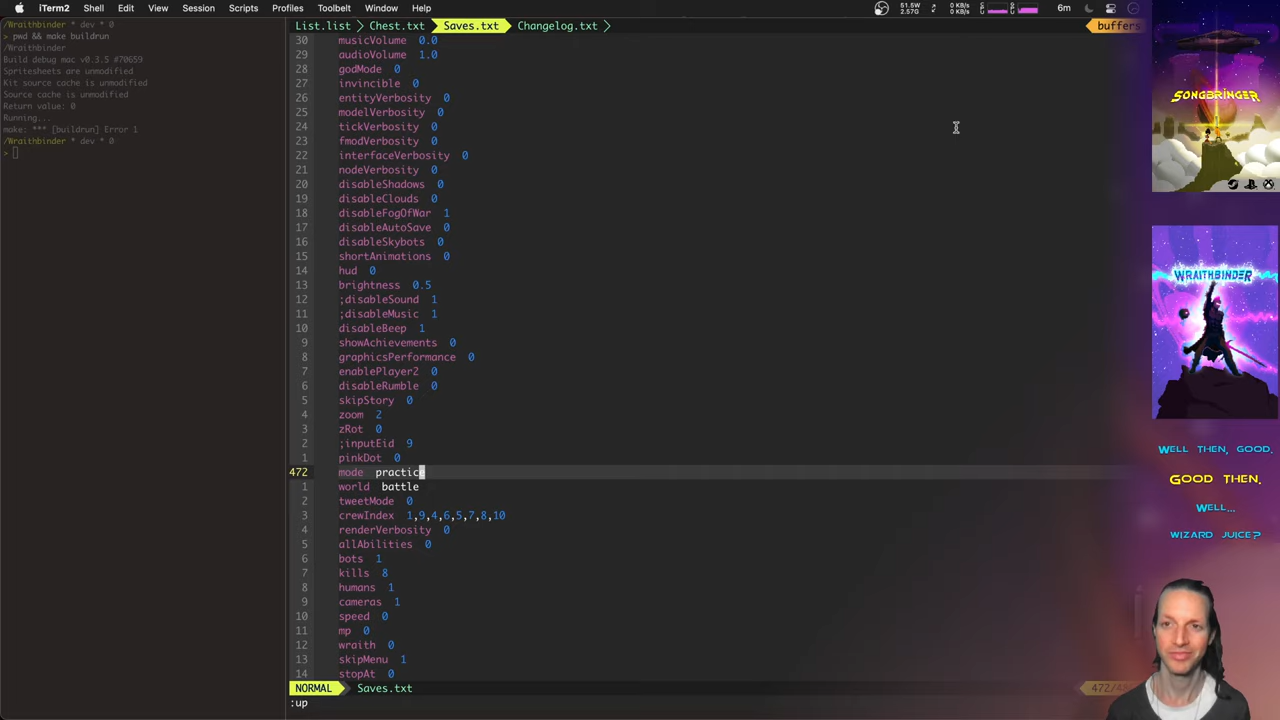 iTerm2 Shell Edit View Session Scripts Profiles Toolbelt Window Help
51.5W 2.57G 0 KB/s 0 KB/s 6m
/Wraithbinder * dev * 0
> pwd && make buildrun
/Wraithbinder
Build debug mac v0.3.5 #70659
Spritesheets are unmodified
Kit source cache is unmodified
Source cache is unmodified
Return value: 0
Running...
make: *** [buildrun] Error 1
/Wraithbinder * dev * 0
>
List.list Chest.txt Saves.txt Changelog.txt buffers
30 musicVolume 0.0
29 audioVolume 1.0
28 godMode 0
27 invincible 0
26 entityVerbosity 0
25 modelVerbosity 0
24 tickVerbosity 0
23 fmodVerbosity 0
22 interfaceVerbosity 0
21 nodeVerbosity 0
20 disableShadows 0
19 disableClouds 0
18 disableFogOfWar 1
17 disableAutoSave 0
16 disableSkybots 0
15 shortAnimations 0
14 hud 0
13 brightness 0.5
12 ;disableSound 1
11 ;disableMusic 1
10 disableBeep 1
9 showAchievements 0
8 graphicsPerformance 0
7 enablePlayer2 0
6 disableRumble 0
5 skipStory 0
4 zoom 2
3 zRot 0
2 ;inputEid 9
1 pinkDot 0
472 mode practice
1 world battle
2 tweetMode 0
3 crewIndex 1,9,4,6,5,7,8,10
4 renderVerbosity 0
5 allAbilities 0
6 bots 1
7 kills 8
8 humans 1
9 cameras 1
10 speed 0
11 mp 0
12 wraith 0
13 skipMenu 1
14 stopAt 0
NORMAL Saves.txt
:up
SONGBRINGER
WRAITHBINDER
WELL THEN, GOOD.
GOOD THEN.
WELL...
WIZARD JUICE?